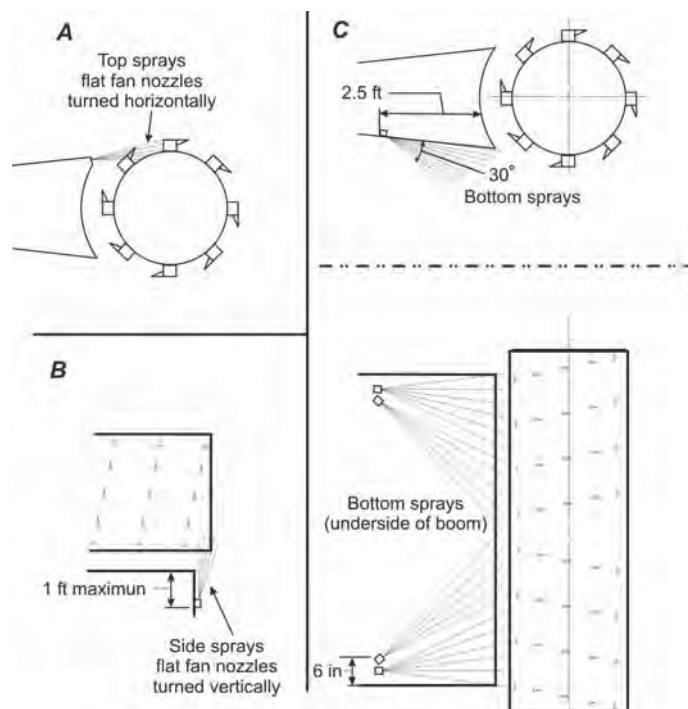 A
Top sprays
flat fan nozzles
turned horizontally
B
1 ft maximun
Side sprays
flat fan nozzles
turned vertically
C
2.5 ft
30°
Bottom sprays
Bottom sprays
(underside of boom)
6 in